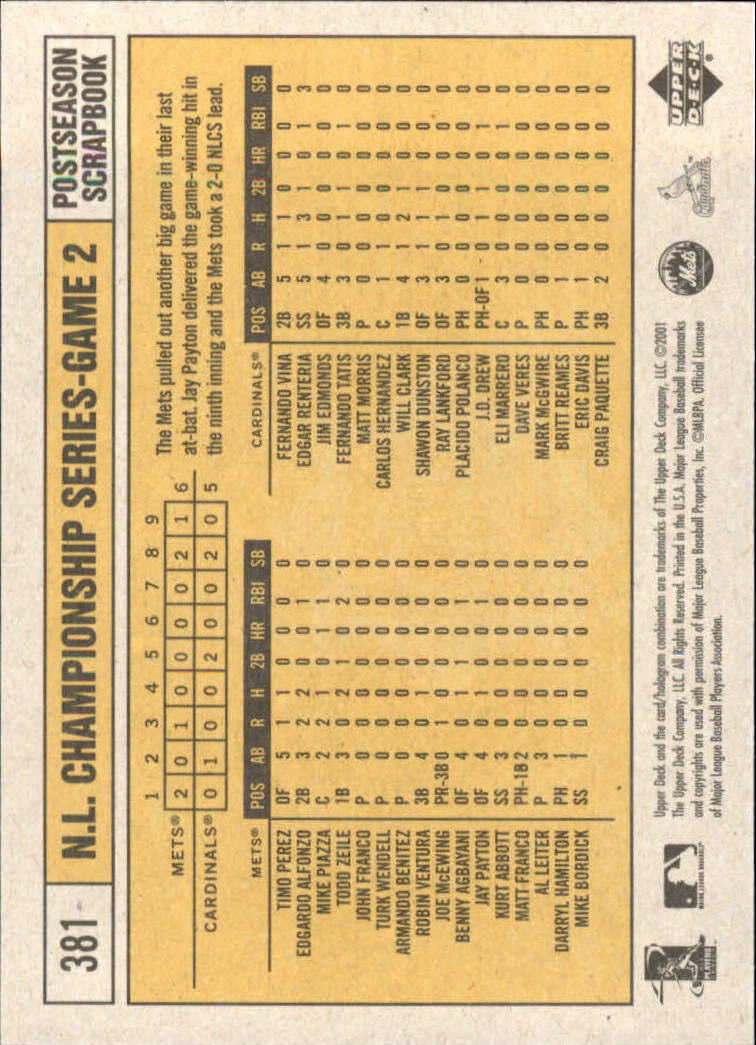 381 N.L. CHAMPIONSHIP SERIES-GAME 2 POSTSEASON SCRAPBOOK
1 2 3 4 5 6 7 8 9
METS® 2 0 1 0 0 0 0 2 1 6
CARDINALS® 0 1 0 0 2 0 0 2 0 5
The Mets pulled out another big game in their last
at-bat. Jay Payton delivered the game-winning hit in
the ninth inning and the Mets took a 2-0 NLCS lead.
METS® POS AB R H 2B HR RBI SB
TIMO PEREZ OF 5 1 1 0 0 0 0
EDGARDO ALFONZO 2B 3 2 2 0 0 1 0
MIKE PIAZZA C 2 2 1 0 1 1 0
TODD ZEILE 1B 3 0 2 1 0 2 0
JOHN FRANCO P 0 0 0 0 0 0 0
TURK WENDELL P 0 0 0 0 0 0 0
ARMANDO BENITEZ P 0 0 0 0 0 0 0
ROBIN VENTURA 3B 4 0 1 0 0 0 0
JOE McEWING PR-3B 0 1 0 0 0 0 0
BENNY AGBAYANI OF 4 0 1 1 0 1 0
JAY PAYTON OF 4 0 1 0 0 1 0
KURT ABBOTT SS 3 0 0 0 0 0 0
MATT FRANCO PH-1B 2 0 0 0 0 0 0
AL LEITER P 3 0 0 0 0 0 0
DARRYL HAMILTON PH 1 0 0 0 0 0 0
MIKE BORDICK SS 1 0 0 0 0 0 0
CARDINALS® POS AB R H 2B HR RBI SB
FERNANDO VINA 2B 5 1 1 0 0 0 0
EDGAR RENTERIA SS 5 1 3 1 0 1 3
JIM EDMONDS OF 4 0 0 0 0 0 0
FERNANDO TATIS 3B 3 0 1 1 0 1 0
MATT MORRIS P 0 0 0 0 0 0 0
CARLOS HERNANDEZ C 1 1 0 0 0 0 0
WILL CLARK 1B 4 1 2 1 0 0 0
SHAWON DUNSTON OF 3 1 1 1 0 0 0
RAY LANKFORD OF 3 0 1 0 0 0 0
PLACIDO POLANCO PH 0 0 0 0 0 0 0
J.D. DREW PH-OF 1 0 1 1 0 1 0
ELI MARRERO C 3 0 0 0 0 1 0
DAVE VERES P 0 0 0 0 0 0 0
MARK McGWIRE PH 0 0 0 0 0 0 0
BRITT REAMES P 1 0 0 0 0 0 0
ERIC DAVIS PH 1 0 0 0 0 0 0
CRAIG PAQUETTE 3B 2 0 0 0 0 0 0
Upper Deck and the card/hologram combination are trademarks of The Upper Deck Company, LLC. ©2001
The Upper Deck Company, LLC. All Rights Reserved. Printed in the U.S.A. Major League Baseball trademarks
and copyrights are used with permission of Major League Baseball Properties, Inc. ©MLBPA. Official Licensee
of Major League Baseball Players Association.
MAJOR LEAGUE BASEBALL
PLAYERS
Mets
Cardinals
UPPER
D·E·C·K